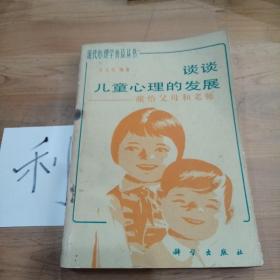 现代心理学普及丛书
谈谈
儿童心理的发展
献给父母和老师
科学出版社